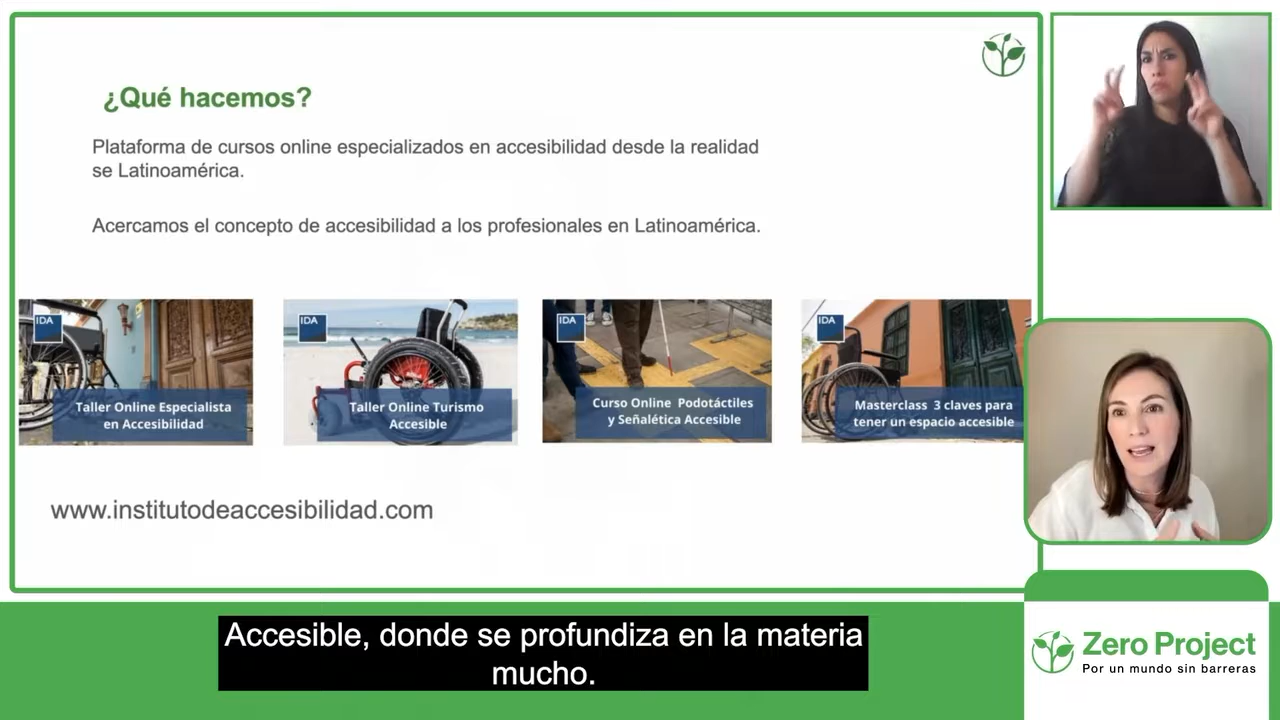 ¿Qué hacemos?
Plataforma de cursos online especializados en accesibilidad desde la realidad
se Latinoamérica.
Acercamos el concepto de accesibilidad a los profesionales en Latinoamérica.
IDA
Taller Online Especialista
en Accesibilidad
IDA
Taller Online Turismo
Accesible
IDA
Curso Online Podotáctiles
y Señalética Accesible
IDA
Masterclass 3 claves para
tener un espacio accesible
www.institutodeaccesibilidad.com
Accesible, donde se profundiza en la materia
mucho.
Zero Project
Por un mundo sin barreras